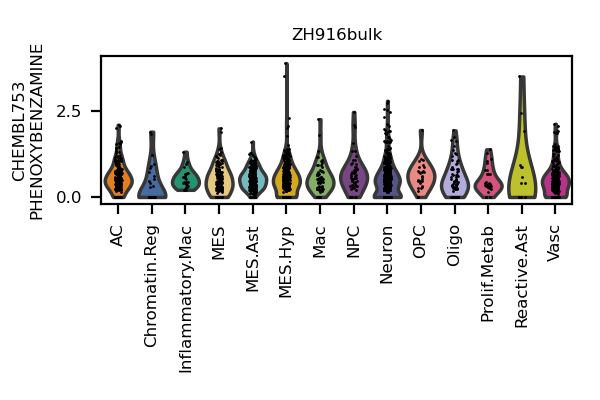 ZH916bulk
CHEMBL753
PHENOXYBENZAMINE
2.5
0.0
AC
Chromatin.Reg
Inflammatory.Mac
MES
MES.Ast
MES.Hyp
Mac
NPC
Neuron
OPC
Oligo
Prolif.Metab
Reactive.Ast
Vasc